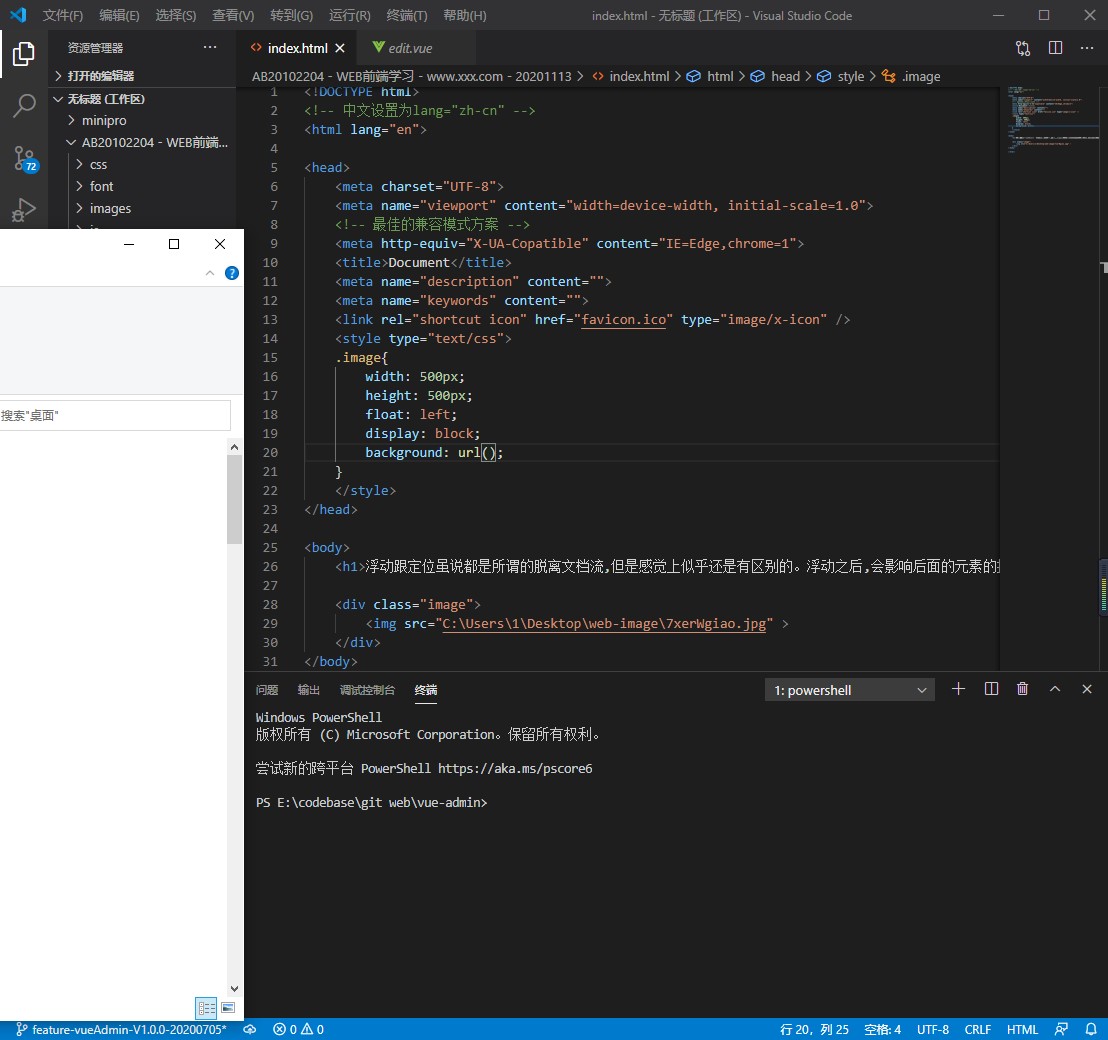 文件(F) 编辑(E) 选择(S) 查看(V) 转到(G) 运行(R) 终端(T) 帮助(H) index.html - 无标题 (工作区) - Visual Studio Code
资源管理器
打开的编辑器
无标题 (工作区)
minipro
AB20102204 - WEB前端...
css
font
images
72
搜索"桌面"
index.html edit.vue
AB20102204 - WEB前端学习 - www.xxx.com - 20201113 > index.html > html > head > style > .image
1 <!DOCTYPE html>
2 <!-- 中文设置为lang="zh-cn" -->
3 <html lang="en">
4
5 <head>
6 <meta charset="UTF-8">
7 <meta name="viewport" content="width=device-width, initial-scale=1.0">
8 <!-- 最佳的兼容模式方案 -->
9 <meta http-equiv="X-UA-Copatible" content="IE=Edge,chrome=1">
10 <title>Document</title>
11 <meta name="description" content="">
12 <meta name="keywords" content="">
13 <link rel="shortcut icon" href="favicon.ico" type="image/x-icon" />
14 <style type="text/css">
15 .image{
16 width: 500px;
17 height: 500px;
18 float: left;
19 display: block;
20 background: url();
21 }
22 </style>
23 </head>
24
25 <body>
26 <h1>浮动跟定位虽说都是所谓的脱离文档流,但是感觉上似乎还是有区别的。浮动之后,会影响后面的元素的
27
28 <div class="image">
29 <img src="C:\Users\1\Desktop\web-image\7xerWgiao.jpg" >
30 </div>
31 </body>
问题 输出 调试控制台 终端 1: powershell
Windows PowerShell
版权所有 (C) Microsoft Corporation。保留所有权利。
尝试新的跨平台 PowerShell https://aka.ms/pscore6
PS E:\codebase\git web\vue-admin>
feature-vueAdmin-V1.0.0-20200705* 0 0 行 20，列 25 空格: 4 UTF-8 CRLF HTML